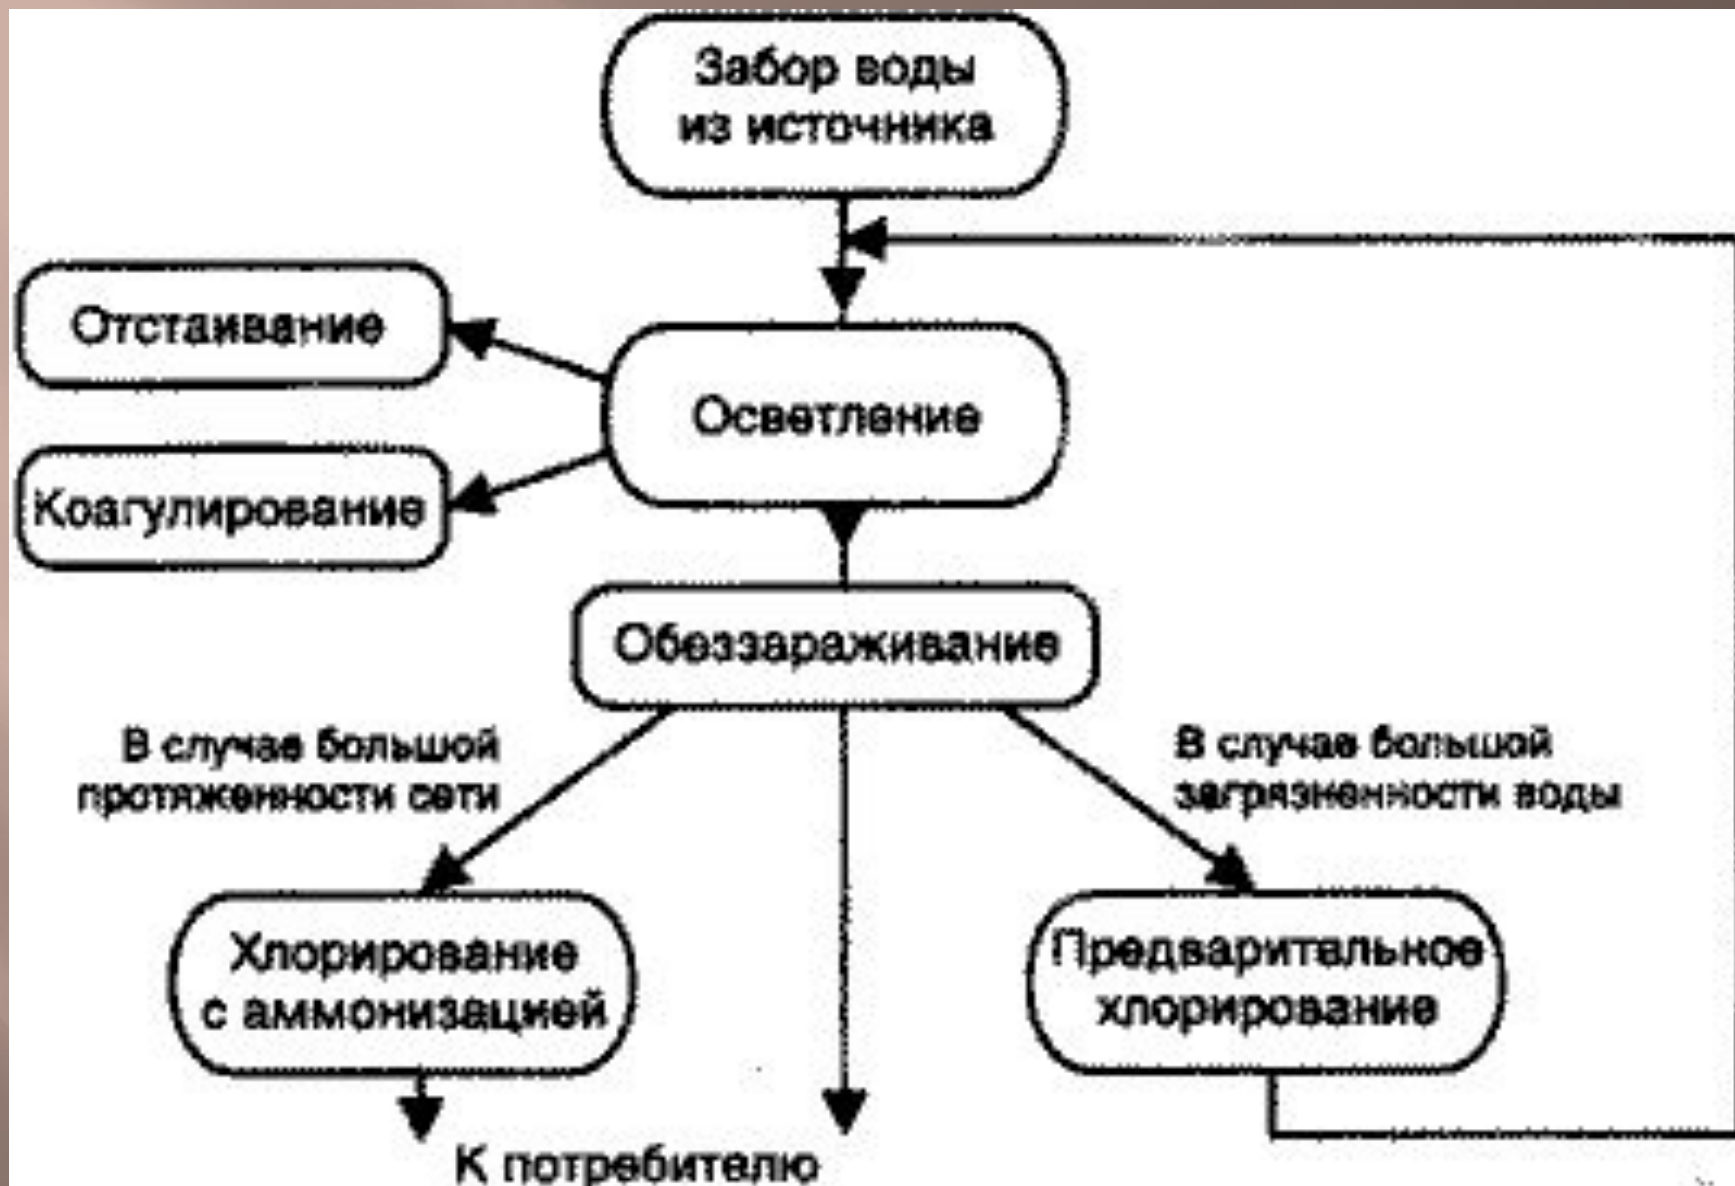 Забор воды
из источника
Отстаивание
Осветление
Коагулирование
Обеззараживание
В случае большой
протяженности сети
В случае большой
загрязненности воды
Хлорирование
с аммонизацией
Предварительное
хлорирование
К потребителю